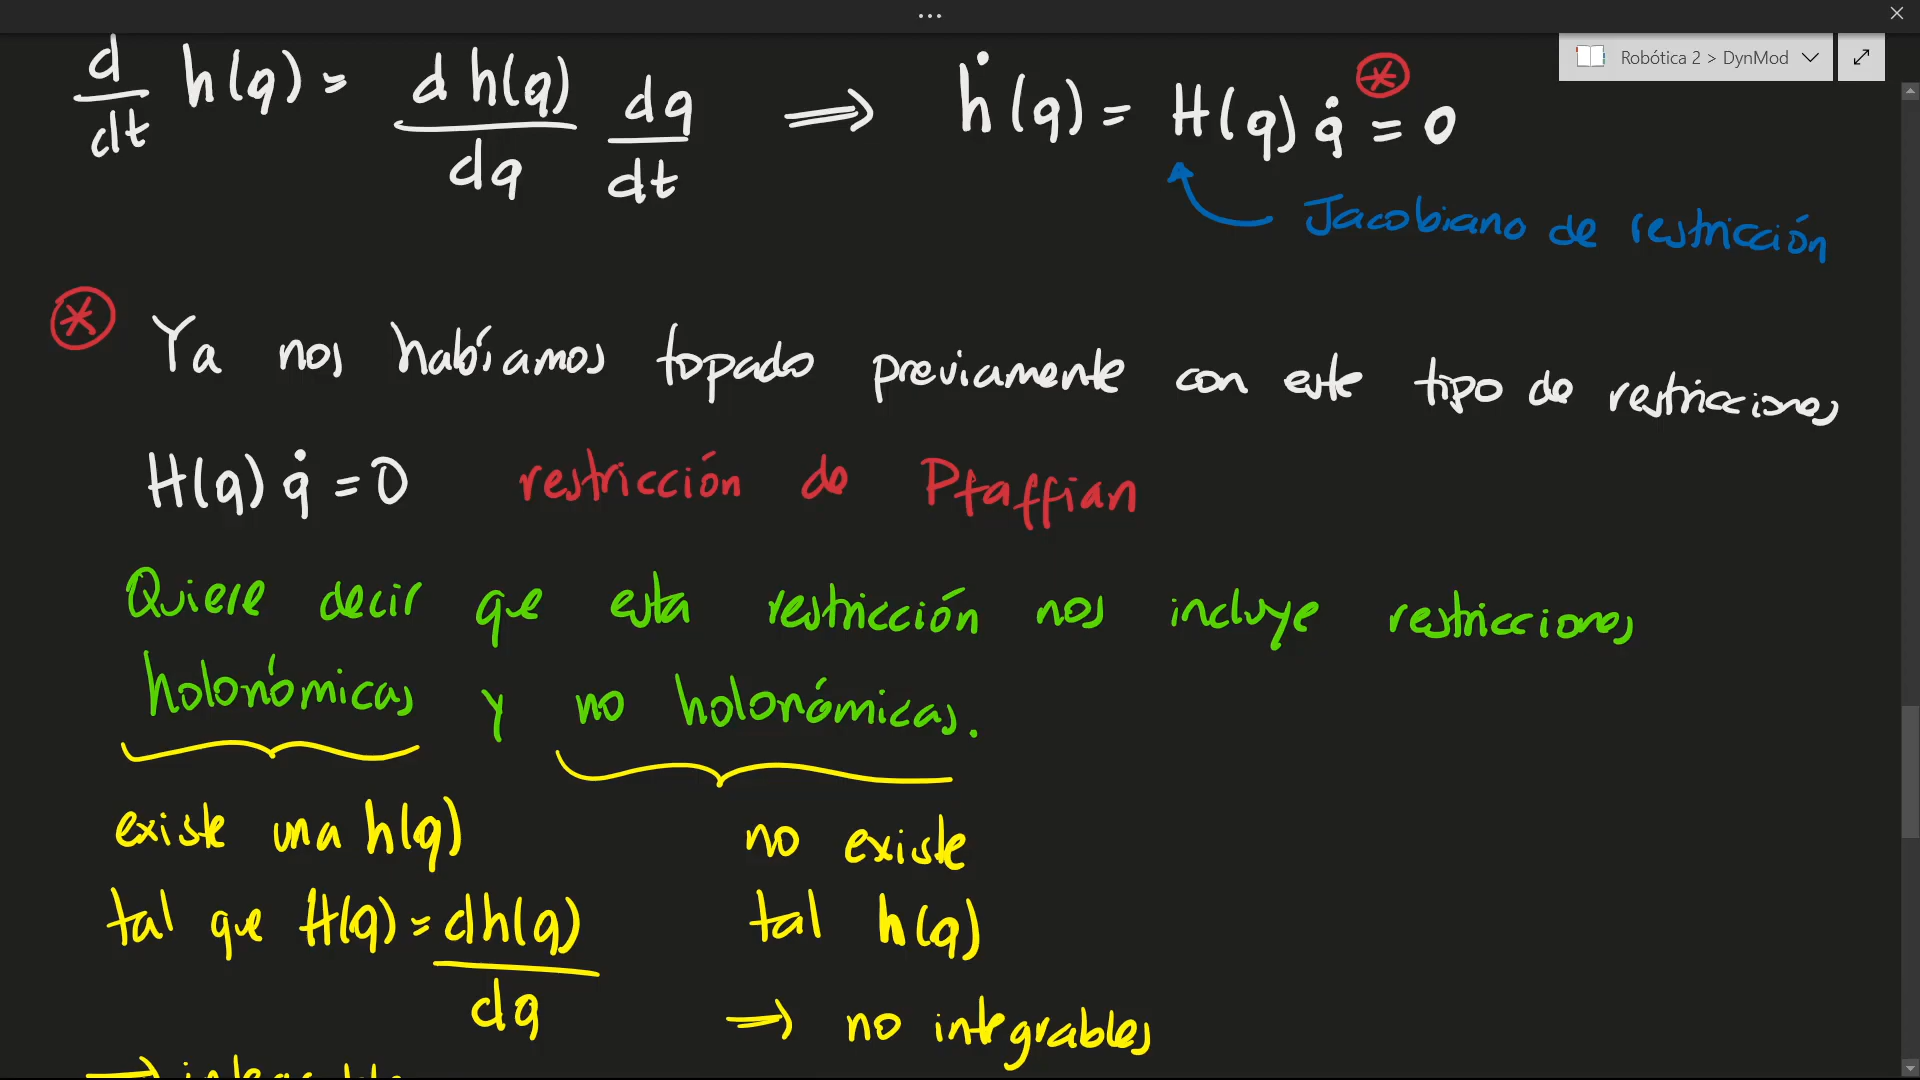 Robótica 2 > DynMod
d/dt h(q) = d h(q)/dq dq/dt ⟹ ḣ(q) = H(q) q̇ = 0
Jacobiano de restricción
Ya nos habíamos topado previamente con este tipo de restricciones
H(q) q̇ = 0 restricción de Pfaffian
Quiere decir que esta restricción nos incluye restricciones
holonómicas y no holonómicas.
existe una h(q)
tal que H(q) = dh(q)/dq
no existe
tal h(q)
⟹ no integrables